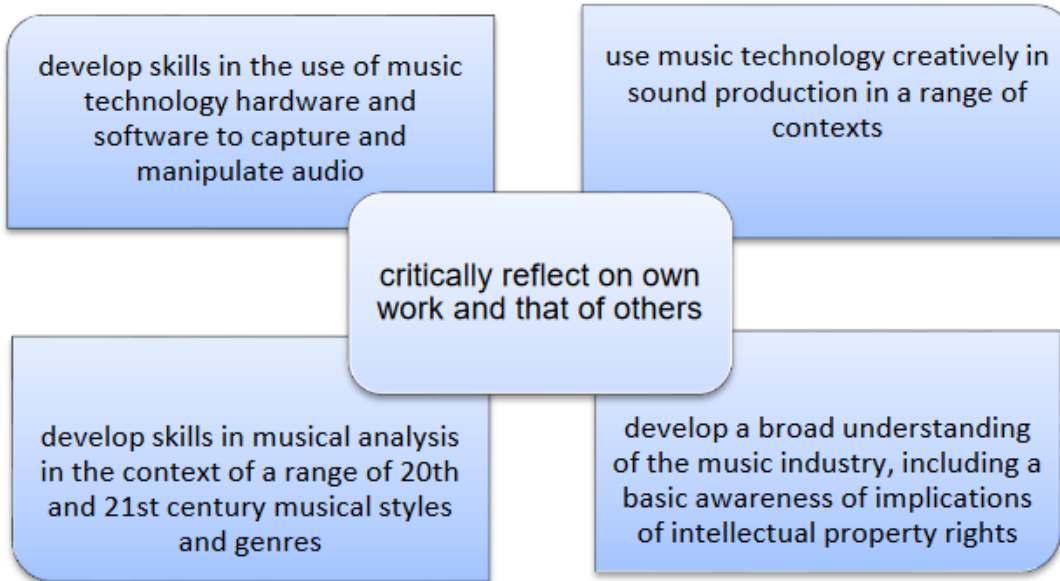 develop skills in the use of music
technology hardware and
software to capture and
manipulate audio
use music technology creatively in
sound production in a range of
contexts
critically reflect on own
work and that of others
develop skills in musical analysis
in the context of a range of 20th
and 21st century musical styles
and genres
develop a broad understanding
of the music industry, including a
basic awareness of implications
of intellectual property rights